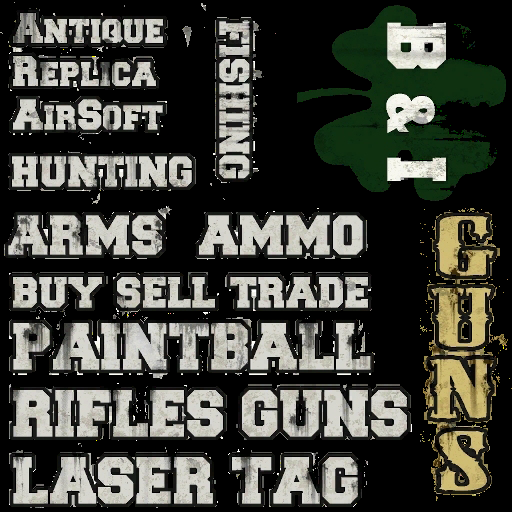 ANTIQUE
REPLICA
AIRSOFT
HUNTING
FISHING
B & I
ARMS AMMO
BUY SELL TRADE
PAINTBALL
RIFLES GUNS
LASER TAG
GUNS